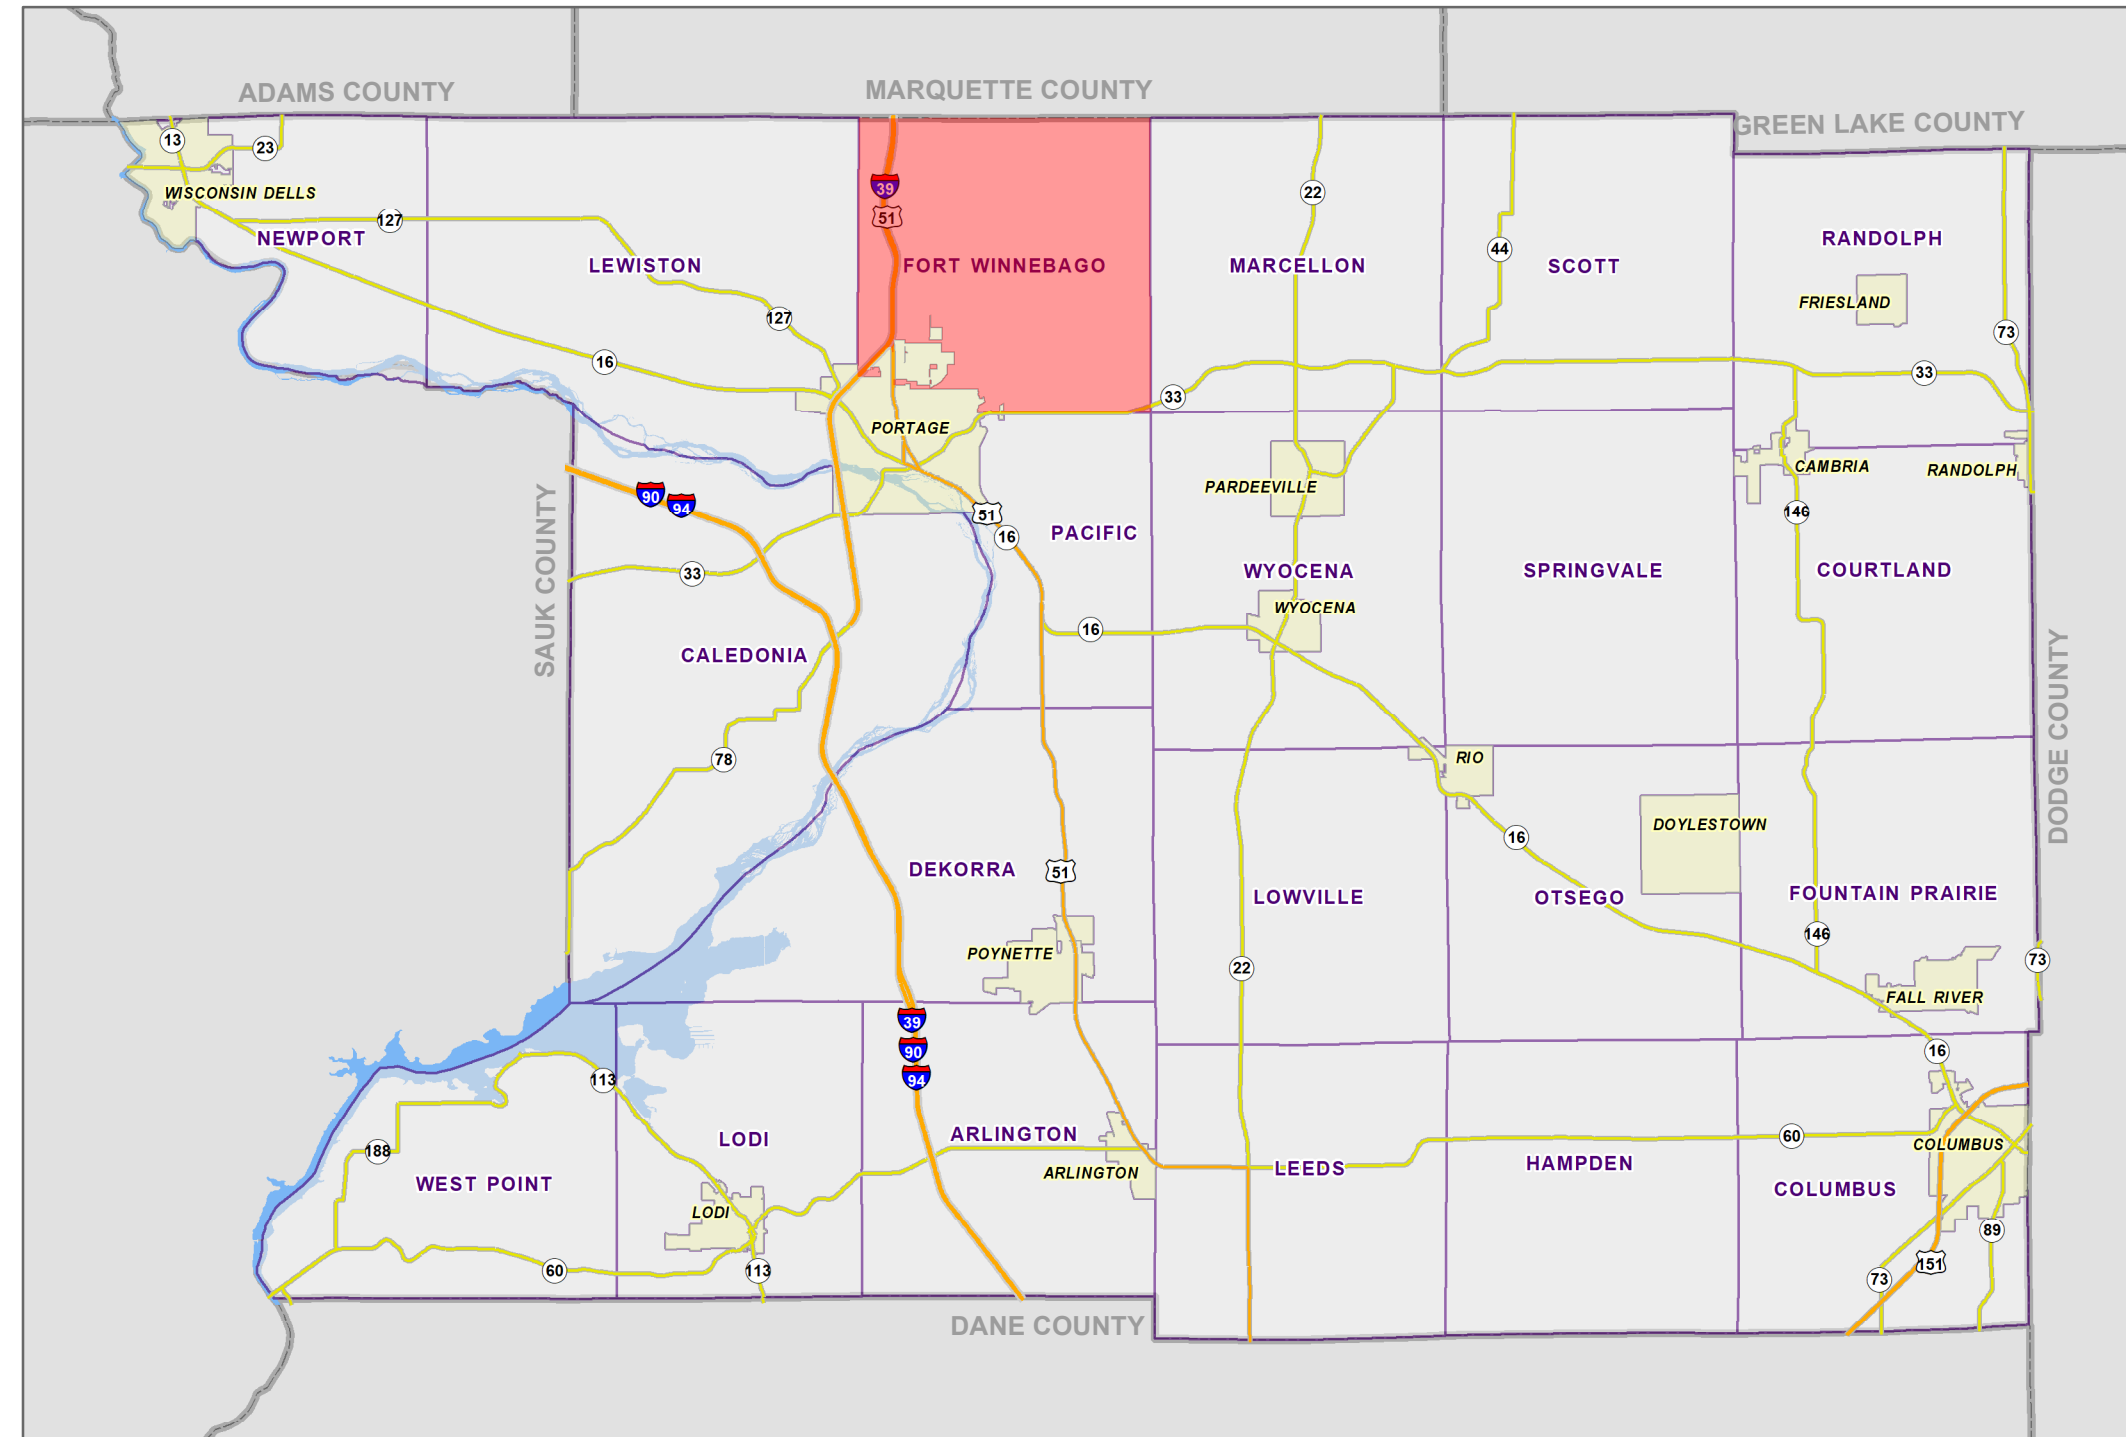 ADAMS COUNTY
MARQUETTE COUNTY
GREEN LAKE COUNTY
13
23
39
22
WISCONSIN DELLS
51
127
NEWPORT
44
RANDOLPH
LEWISTON
FORT WINNEBAGO
MARCELLON
SCOTT
FRIESLAND
127
73
16
33
33
PORTAGE
CAMBRIA
RANDOLPH
PARDEEVILLE
90
94
51
146
16
PACIFIC
SAUK COUNTY
33
WYOCENA
SPRINGVALE
COURTLAND
WYOCENA
16
CALEDONIA
DODGE COUNTY
78
RIO
DOYLESTOWN
16
DEKORRA
51
LOWVILLE
OTSEGO
FOUNTAIN PRAIRIE
146
POYNETTE
22
73
FALL RIVER
39
90
94
16
113
LODI
ARLINGTON
60
188
ARLINGTON
LEEDS
HAMPDEN
COLUMBUS
WEST POINT
COLUMBUS
LODI
89
60
113
151
73
DANE COUNTY